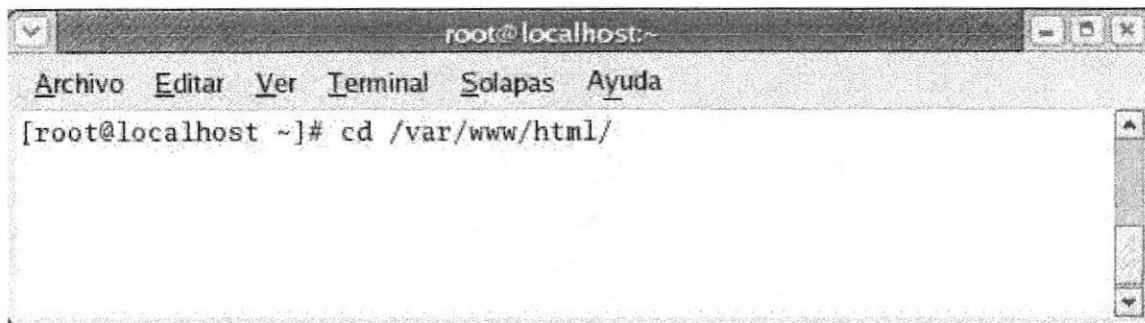 root@localhost:~
Archivo Editar Ver Terminal Solapas Ayuda
[root@localhost ~]# cd /var/www/html/